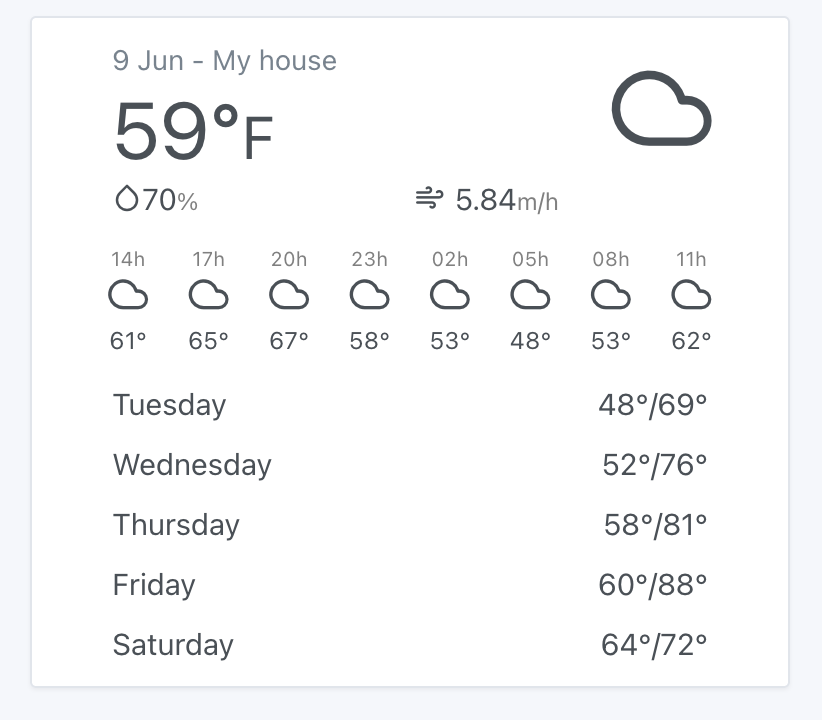 9 Jun - My house
59°F
70% 5.84m/h
14h 17h 20h 23h 02h 05h 08h 11h
61° 65° 67° 58° 53° 48° 53° 62°
Tuesday 48°/69°
Wednesday 52°/76°
Thursday 58°/81°
Friday 60°/88°
Saturday 64°/72°